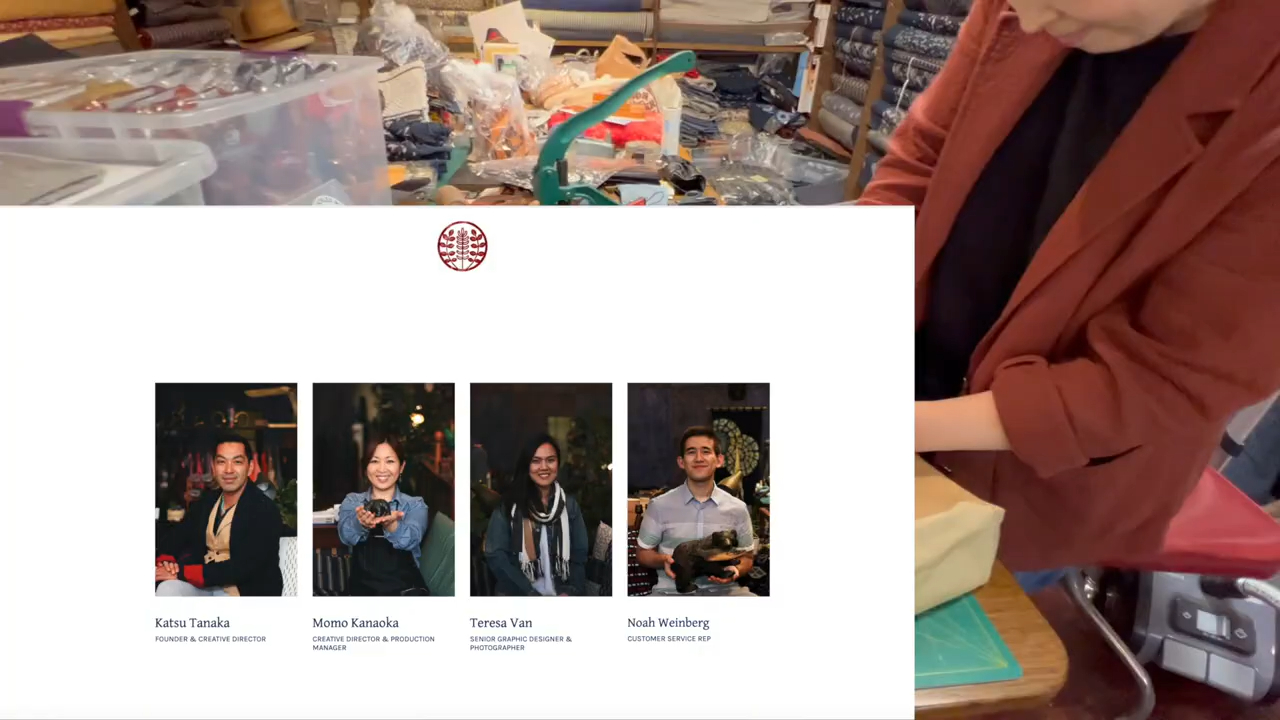 Katsu Tanaka
FOUNDER & CREATIVE DIRECTOR
Momo Kanaoka
CREATIVE DIRECTOR & PRODUCTION
MANAGER
Teresa Van
SENIOR GRAPHIC DESIGNER &
PHOTOGRAPHER
Noah Weinberg
CUSTOMER SERVICE REP